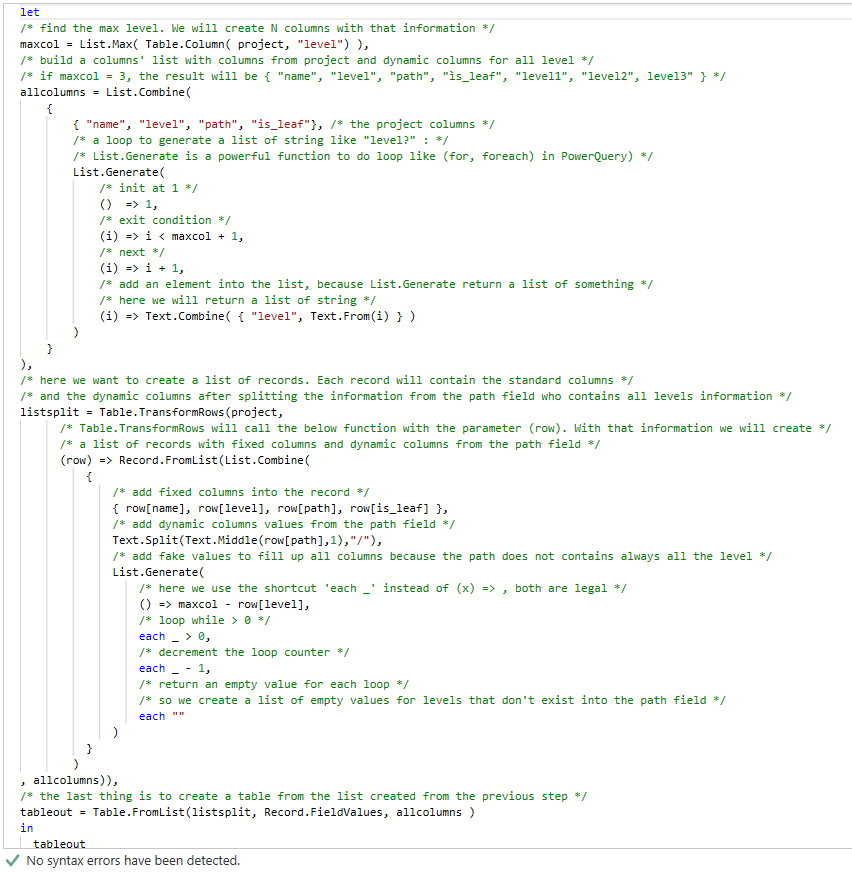 let
/* find the max level. We will create N columns with that information */
maxcol = List.Max( Table.Column( project, "level") ),
/* build a columns' list with columns from project and dynamic columns for all level */
/* if maxcol = 3, the result will be { "name", "level", "path", "ìs_leaf", "level1", "level2", level3" } */
allcolumns = List.Combine(
{
{ "name", "level", "path", "is_leaf"}, /* the project columns */
/* a loop to generate a list of string like "level?" : */
/* List.Generate is a powerful function to do loop like (for, foreach) in PowerQuery) */
List.Generate(
/* init at 1 */
() => 1,
/* exit condition */
(i) => i < maxcol + 1,
/* next */
(i) => i + 1,
/* add an element into the list, because List.Generate return a list of something */
/* here we will return a list of string */
(i) => Text.Combine( { "level", Text.From(i) } )
)
}
),
/* here we want to create a list of records. Each record will contain the standard columns */
/* and the dynamic columns after splitting the information from the path field who contains all levels information */
listsplit = Table.TransformRows(project,
/* Table.TransformRows will call the below function with the parameter (row). With that information we will create */
/* a list of records with fixed columns and dynamic columns from the path field */
(row) => Record.FromList(List.Combine(
{
/* add fixed columns into the record */
{ row[name], row[level], row[path], row[is_leaf] },
/* add dynamic columns values from the path field */
Text.Split(Text.Middle(row[path],1),"/"),
/* add fake values to fill up all columns because the path does not contains always all the level */
List.Generate(
/* here we use the shortcut 'each _' instead of (x) => , both are legal */
() => maxcol - row[level],
/* loop while > 0 */
each _ > 0,
/* decrement the loop counter */
each _ - 1,
/* return an empty value for each loop */
/* so we create a list of empty values for levels that don't exist into the path field */
each ""
)
}
)
, allcolumns)),
/* the last thing is to create a table from the list created from the previous step */
tableout = Table.FromList(listsplit, Record.FieldValues, allcolumns )
in
tableout
No syntax errors have been detected.